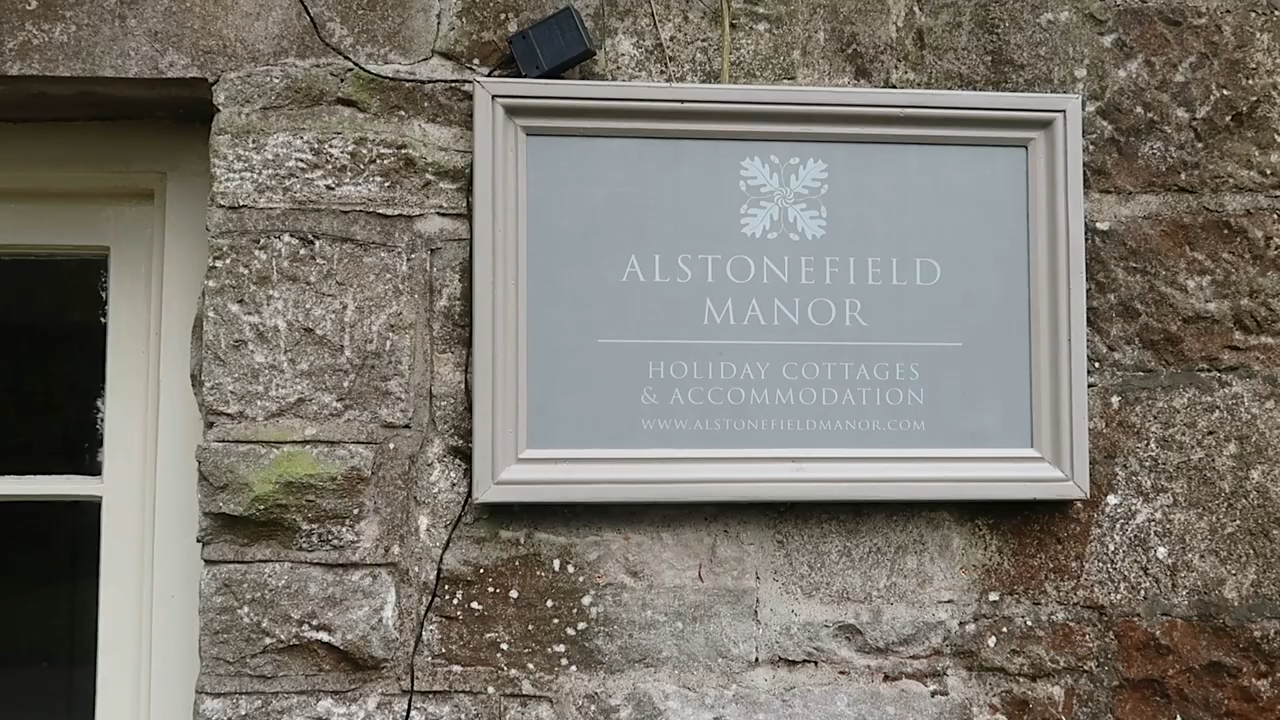 ALSTONEFIELD
MANOR
HOLIDAY COTTAGES
& ACCOMMODATION
WWW.ALSTONEFIELDMANOR.COM